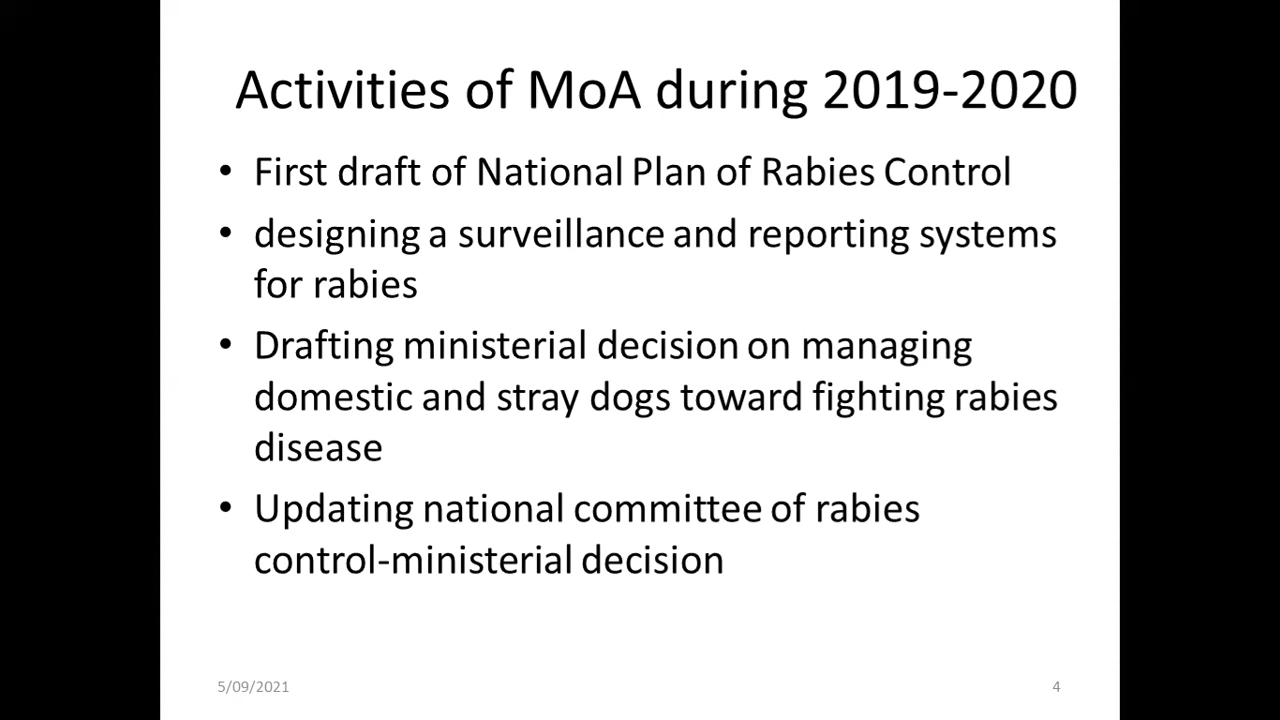 Activities of MoA during 2019-2020
• First draft of National Plan of Rabies Control
• designing a surveillance and reporting systems
for rabies
• Drafting ministerial decision on managing
domestic and stray dogs toward fighting rabies
disease
• Updating national committee of rabies
control-ministerial decision
5/09/2021
4